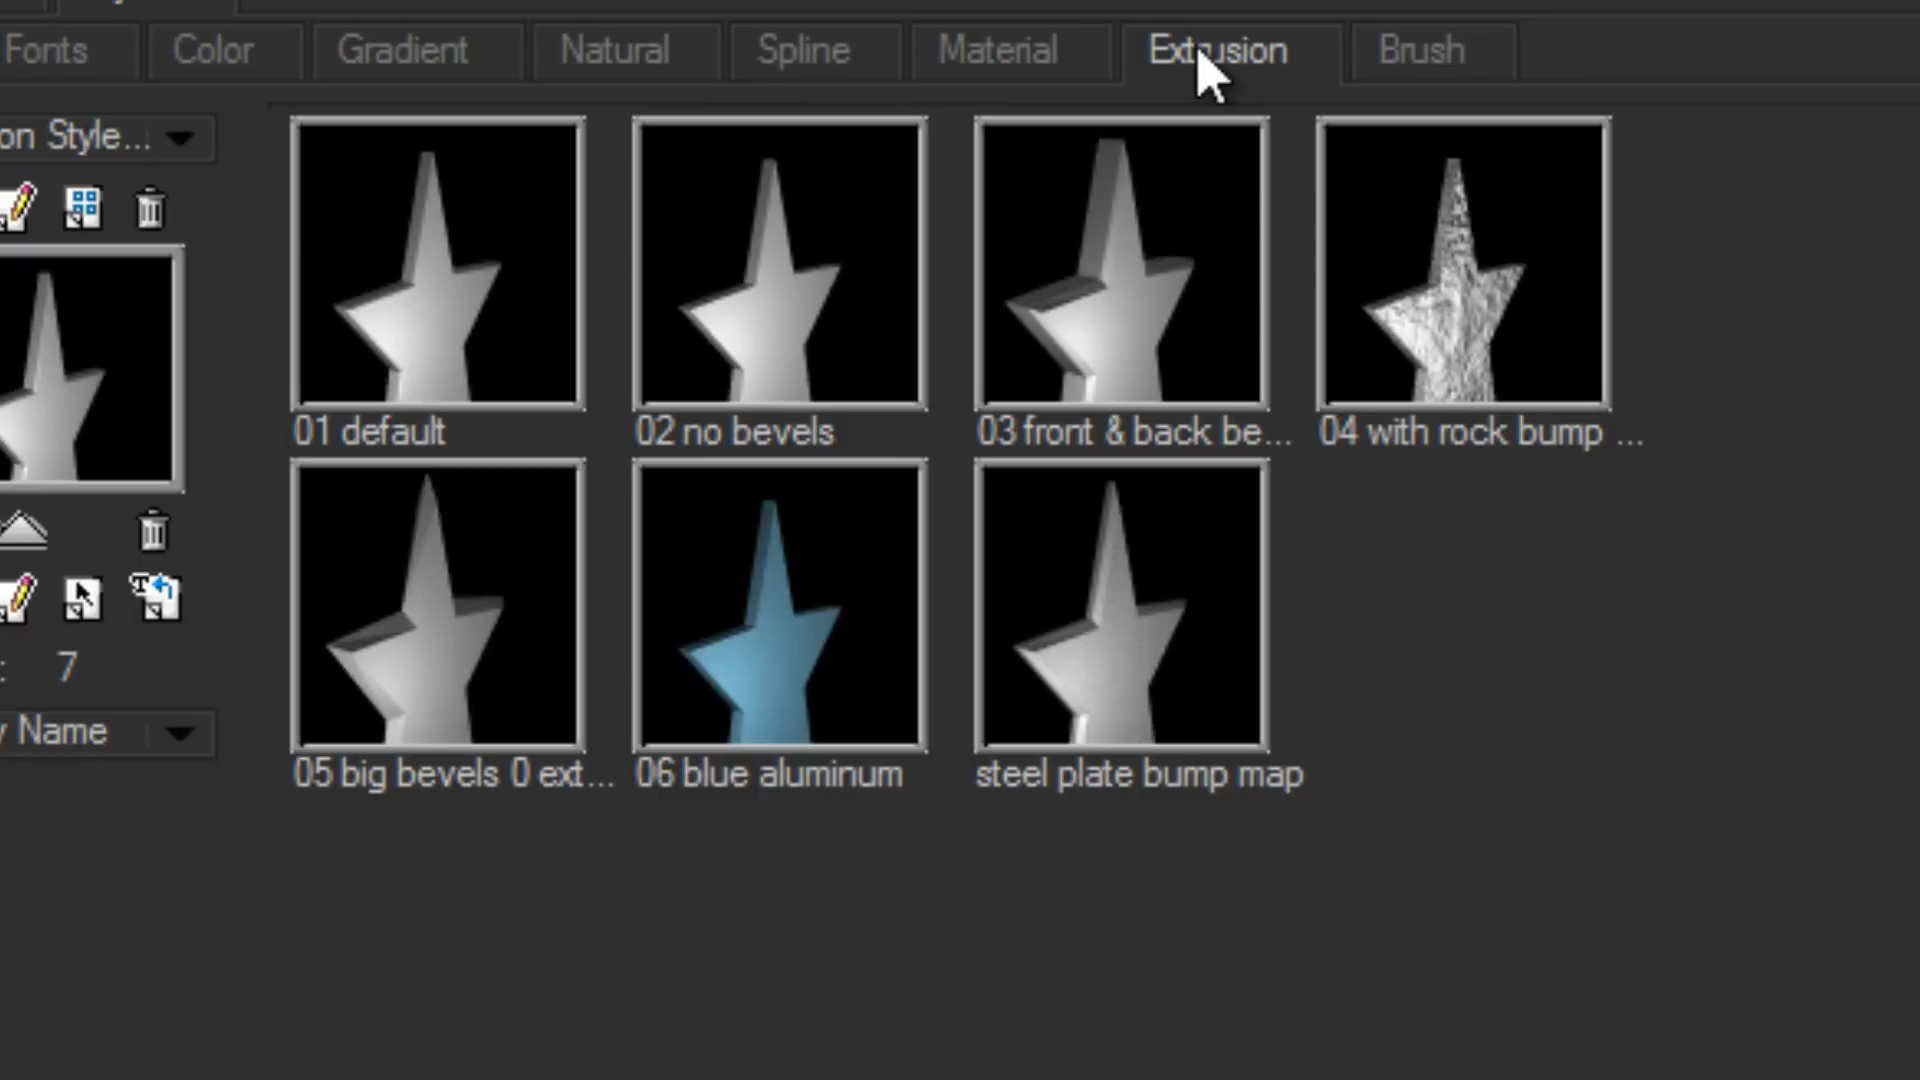 Fonts Color Gradient Natural Spline Material Extrusion Brush
on Style...
01 default 02 no bevels 03 front & back be... 04 with rock bump ...
: 7
y Name
05 big bevels 0 ext... 06 blue aluminum steel plate bump map